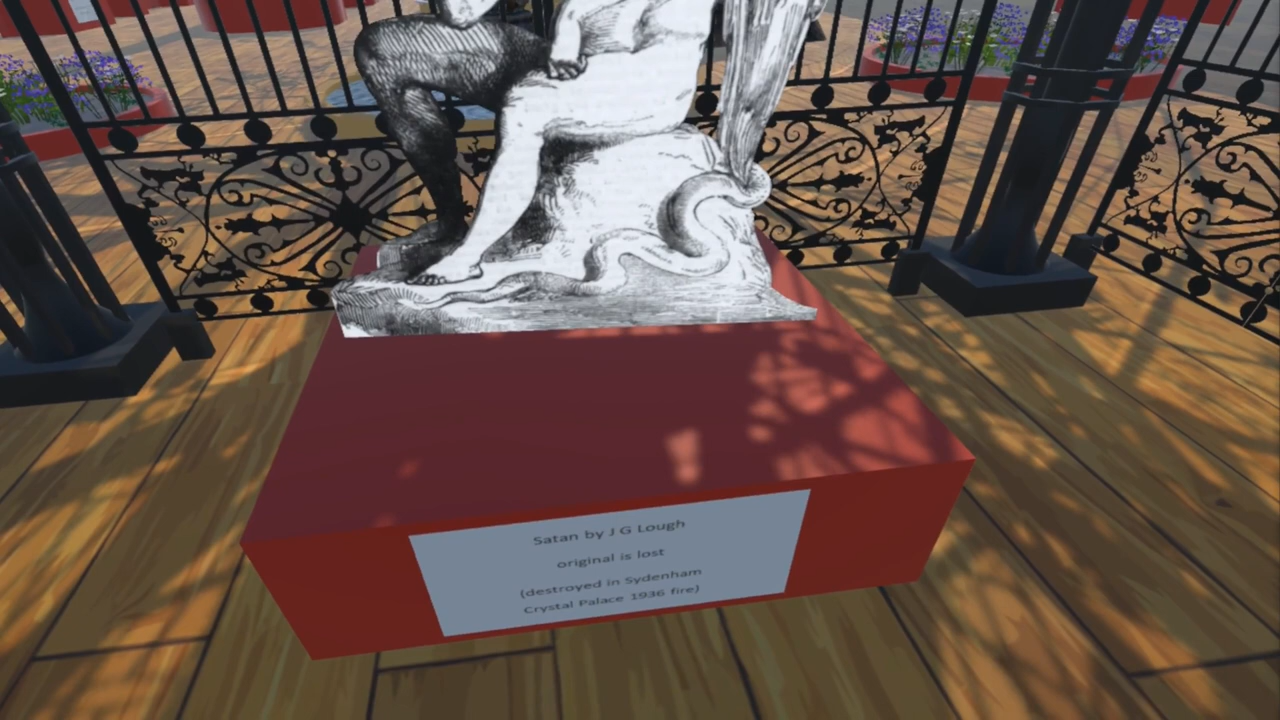 Satan by J G Lough
original is lost
(destroyed in Sydenham
Crystal Palace 1936 fire)